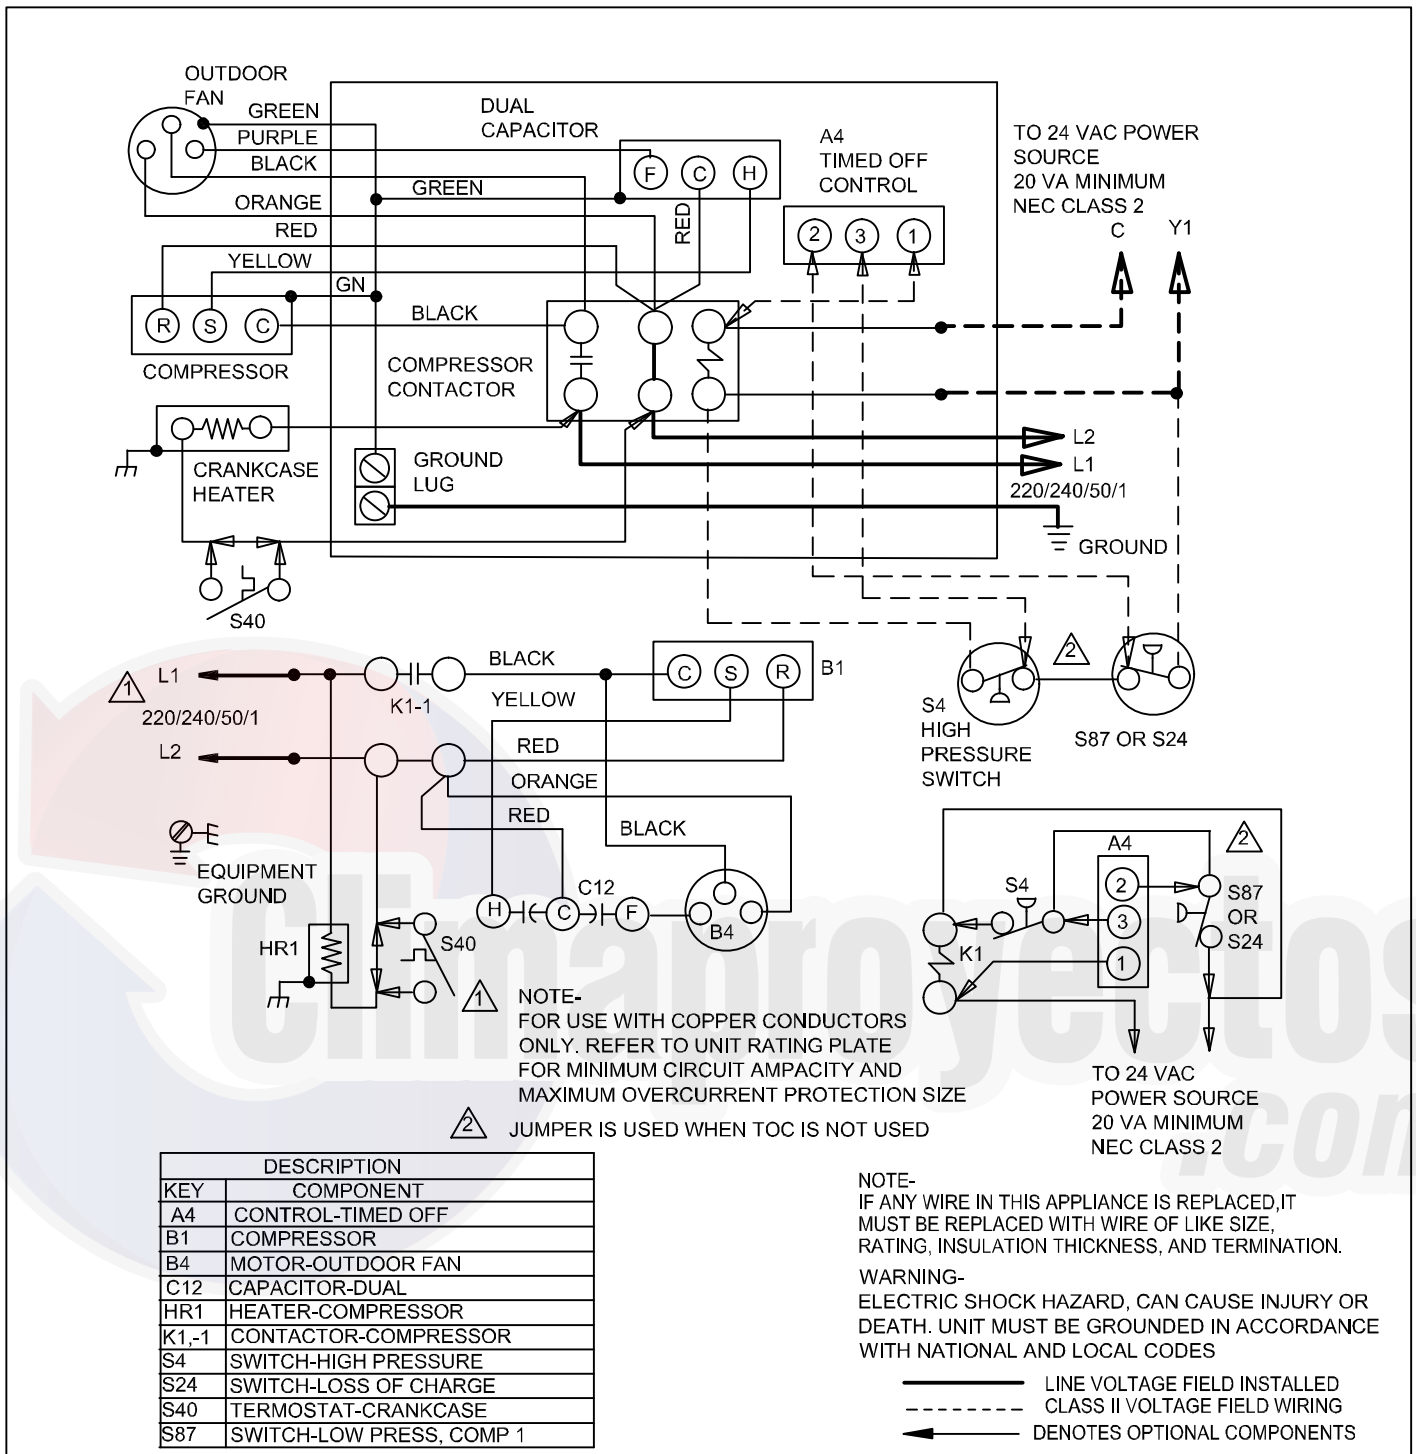 OUTDOOR
FAN
GREEN
PURPLE
BLACK
ORANGE
RED
YELLOW
GN
GREEN
DUAL
CAPACITOR
F C H
RED
A4
TIMED OFF
CONTROL
2 3 1
TO 24 VAC POWER
SOURCE
20 VA MINIMUM
NEC CLASS 2
C Y1
R S C
COMPRESSOR
BLACK
COMPRESSOR
CONTACTOR
CRANKCASE
HEATER
GROUND
LUG
L2
L1
220/240/50/1
GROUND
S40
1 L1
220/240/50/1
L2
K1-1
BLACK
YELLOW
RED
ORANGE
RED
BLACK
C S R B1
S4
HIGH
PRESSURE
SWITCH
2
S87 OR S24
EQUIPMENT
GROUND
H C F
C12
B4
HR1
S40
1
A4
2
3
1
S4
K1
2
S87
OR
S24
TO 24 VAC
POWER SOURCE
20 VA MINIMUM
NEC CLASS 2
NOTE-
FOR USE WITH COPPER CONDUCTORS
ONLY. REFER TO UNIT RATING PLATE
FOR MINIMUM CIRCUIT AMPACITY AND
MAXIMUM OVERCURRENT PROTECTION SIZE
2 JUMPER IS USED WHEN TOC IS NOT USED
Climaproyectos
.com
DESCRIPTION
KEY COMPONENT
A4 CONTROL-TIMED OFF
B1 COMPRESSOR
B4 MOTOR-OUTDOOR FAN
C12 CAPACITOR-DUAL
HR1 HEATER-COMPRESSOR
K1,-1 CONTACTOR-COMPRESSOR
S4 SWITCH-HIGH PRESSURE
S24 SWITCH-LOSS OF CHARGE
S40 TERMOSTAT-CRANKCASE
S87 SWITCH-LOW PRESS, COMP 1
NOTE-
IF ANY WIRE IN THIS APPLIANCE IS REPLACED,IT
MUST BE REPLACED WITH WIRE OF LIKE SIZE,
RATING, INSULATION THICKNESS, AND TERMINATION.
WARNING-
ELECTRIC SHOCK HAZARD, CAN CAUSE INJURY OR
DEATH. UNIT MUST BE GROUNDED IN ACCORDANCE
WITH NATIONAL AND LOCAL CODES
LINE VOLTAGE FIELD INSTALLED
CLASS II VOLTAGE FIELD WIRING
DENOTES OPTIONAL COMPONENTS